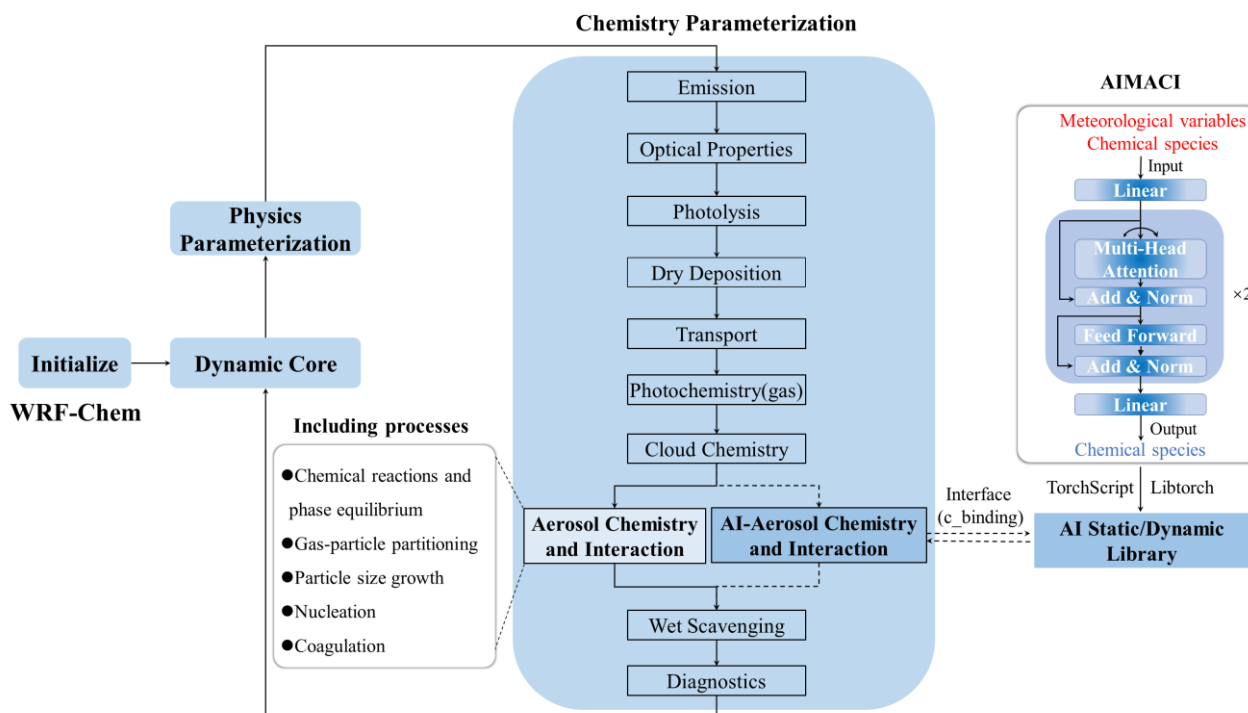 Chemistry Parameterization
Emission
Optical Properties
Photolysis
Dry Deposition
Transport
Photochemistry(gas)
Cloud Chemistry
Aerosol Chemistry
and Interaction
AI-Aerosol Chemistry
and Interaction
Wet Scavenging
Diagnostics
Physics
Parameterization
Initialize
Dynamic Core
WRF-Chem
Including processes
●Chemical reactions and
phase equilibrium
●Gas-particle partitioning
●Particle size growth
●Nucleation
●Coagulation
AIMACI
Meteorological variables
Chemical species
Input
Linear
Multi-Head
Attention
Add & Norm
×2
Feed Forward
Add & Norm
Linear
Output
Chemical species
TorchScript
Libtorch
Interface
(c_binding)
AI Static/Dynamic
Library